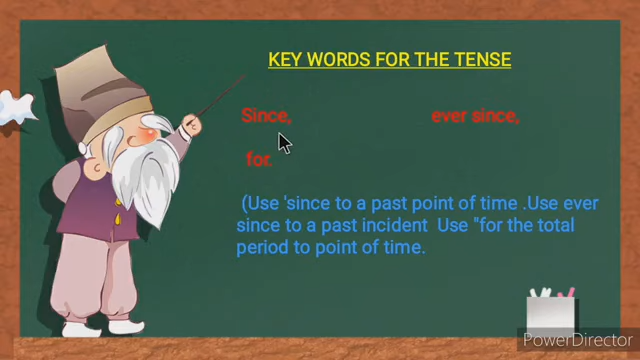 KEY WORDS FOR THE TENSE
Since, ever since,
for.
(Use 'since to a past point of time .Use ever
since to a past incident Use "for the total
period to point of time.
PowerDirector